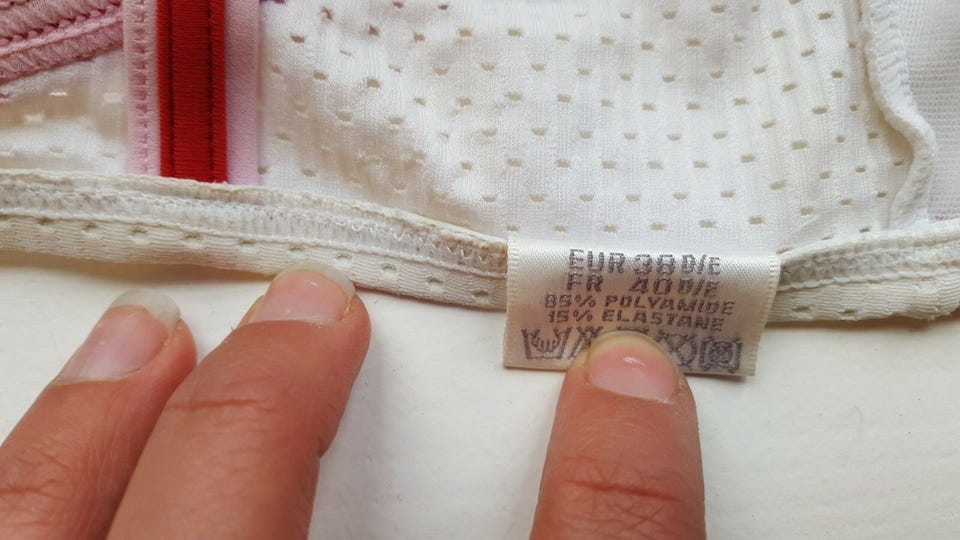 EUR 38 D/E
FR 40 D/E
85% POLYAMIDE
15% ELASTANE